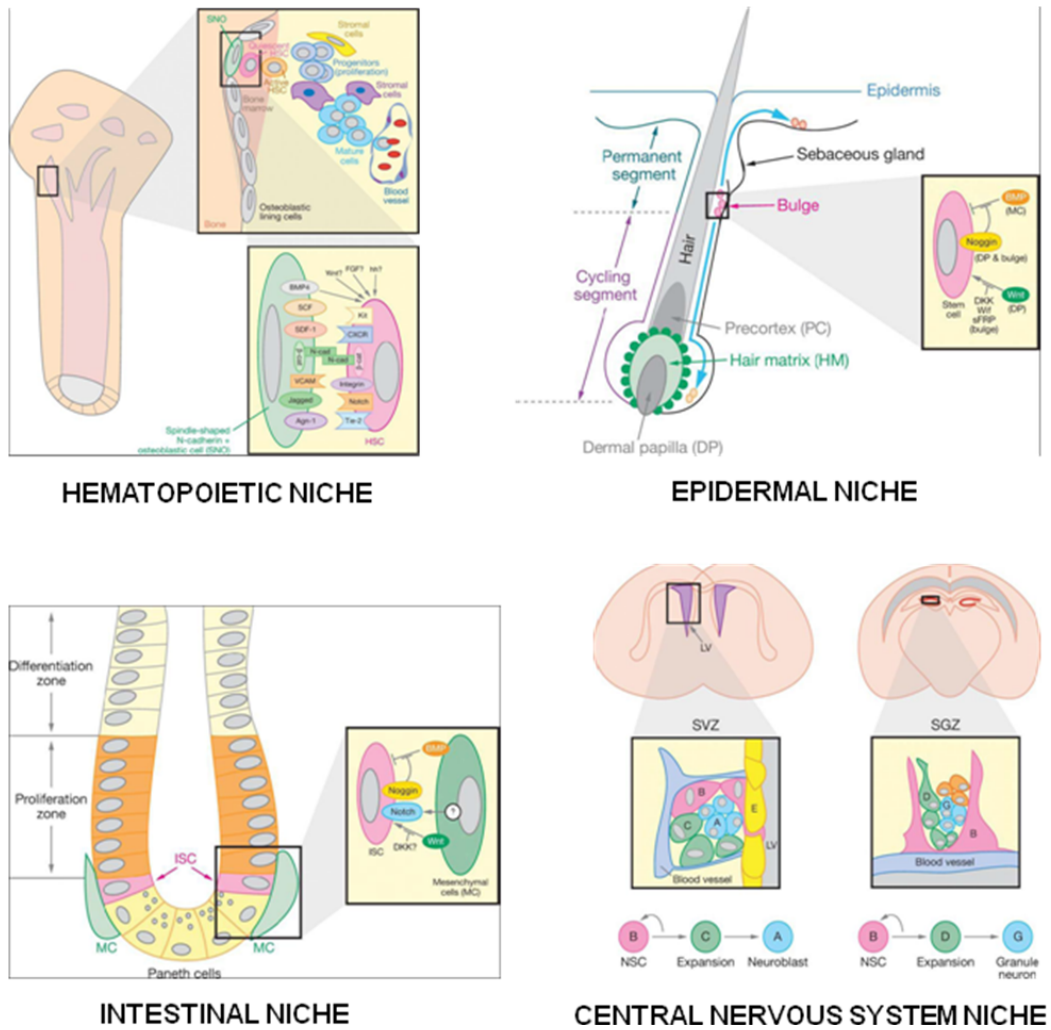 SNO
Stromal
cells
Quiescent
HSC
Progenitors
(proliferation)
Active
HSC
Stromal
cells
Bone
marrow
Mature
cells
Blood
vessel
Osteoblastic
lining cells
Bone
BMP4
Wnt?
FGF?
Hh?
SCF
Kit
SDF-1
CXCR
β-cat
N-cad
N-cad
β-cat
VCAM
Integrin
Jagged
Notch
Agn-1
Tie-2
Spindle-shaped
N-cadherin +
osteoblastic cell (SNO)
HSC
HEMATOPOIETIC NICHE
Epidermis
Permanent
segment
Sebaceous gland
Bulge
Hair
Cycling
segment
Precortex (PC)
Hair matrix (HM)
Dermal papilla (DP)
BMP
(MC)
Noggin
(DP & bulge)
Stem
cell
DKK
Wif
sFRP
(bulge)
Wnt
(DP)
EPIDERMAL NICHE
Differentiation
zone
Proliferation
zone
ISC
MC
MC
Paneth cells
BMP
Noggin
Notch
?
ISC
DKK?
Wnt
Mesenchymal
cells (MC)
INTESTINAL NICHE
LV
SVZ
SGZ
B
E
C
A
LV
Blood vessel
D
G
B
Blood vessel
B C A
NSC Expansion Neuroblast
B D G
NSC Expansion Granule
neuron
CENTRAL NERVOUS SYSTEM NICHE